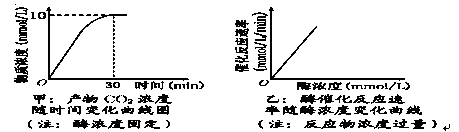 物质浓度(mmol/L)
10
O
30
时间(min)
甲：产物CO₂浓度
随时间变化曲线图
(注：酶浓度固定)
催化反应速率
(mmol/L/min)
O
酶浓度(mmol/L)
乙：酶催化反应速
率随酶浓度变化曲线
(注：反应物浓度过量)